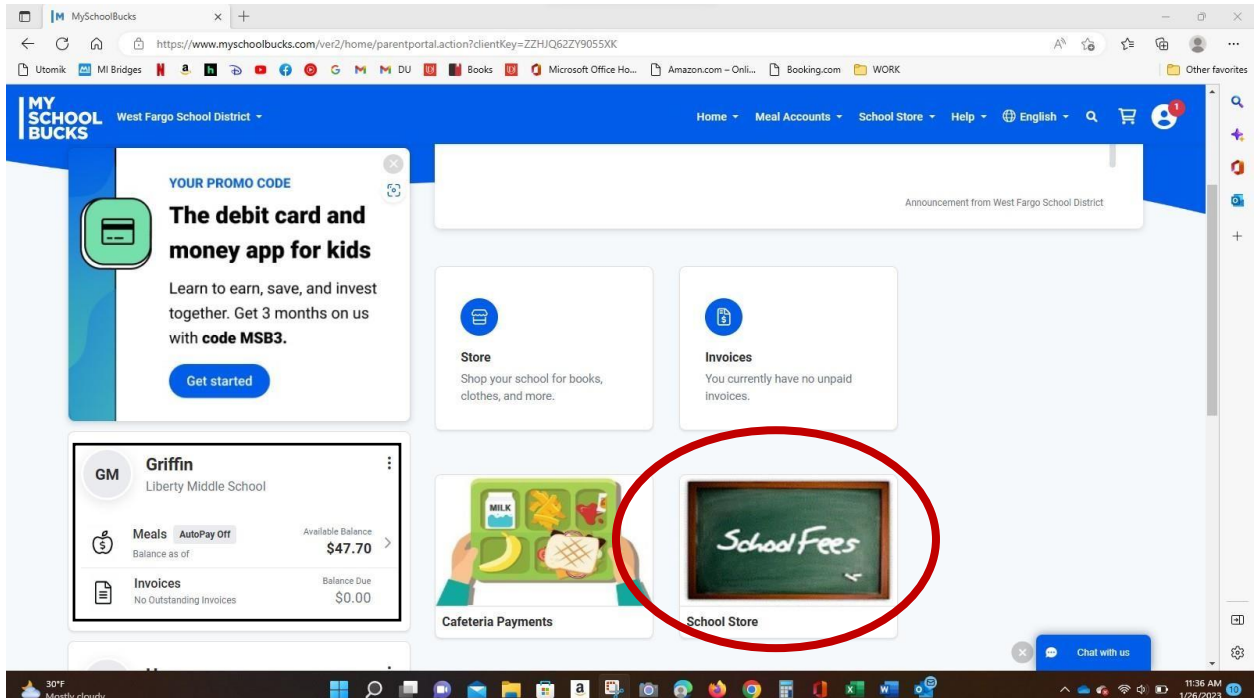 MySchoolBucks
https://www.myschoolbucks.com/ver2/home/parentportal.action?clientKey=ZZHJQ62ZY9055XK
Utomik MI Bridges M M DU Books Microsoft Office Ho... Amazon.com – Onli... Booking.com WORK Other favorites
MY
SCHOOL
BUCKS
West Fargo School District
Home Meal Accounts School Store Help English
1
YOUR PROMO CODE
The debit card and
money app for kids
Learn to earn, save, and invest
together. Get 3 months on us
with code MSB3.
Get started
Announcement from West Fargo School District
Store
Shop your school for books,
clothes, and more.
Invoices
You currently have no unpaid
invoices.
GM
Griffin
Liberty Middle School
Meals AutoPay Off Available Balance
Balance as of $47.70
Invoices Balance Due
No Outstanding Invoices $0.00
MILK
Cafeteria Payments
School Fees
School Store
Chat with us
30°F
Mostly cloudy
11:36 AM
1/26/2023
10